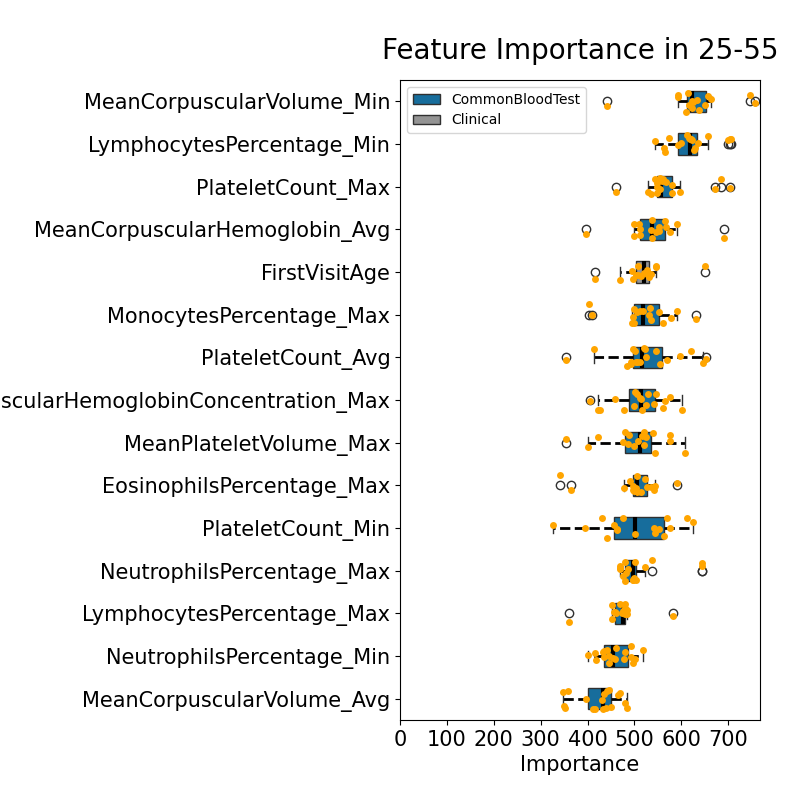 Feature Importance in 25-55
CommonBloodTest
Clinical
MeanCorpuscularVolume_Min
LymphocytesPercentage_Min
PlateletCount_Max
MeanCorpuscularHemoglobin_Avg
FirstVisitAge
MonocytesPercentage_Max
PlateletCount_Avg
scularHemoglobinConcentration_Max
MeanPlateletVolume_Max
EosinophilsPercentage_Max
PlateletCount_Min
NeutrophilsPercentage_Max
LymphocytesPercentage_Max
NeutrophilsPercentage_Min
MeanCorpuscularVolume_Avg
0 100 200 300 400 500 600 700
Importance